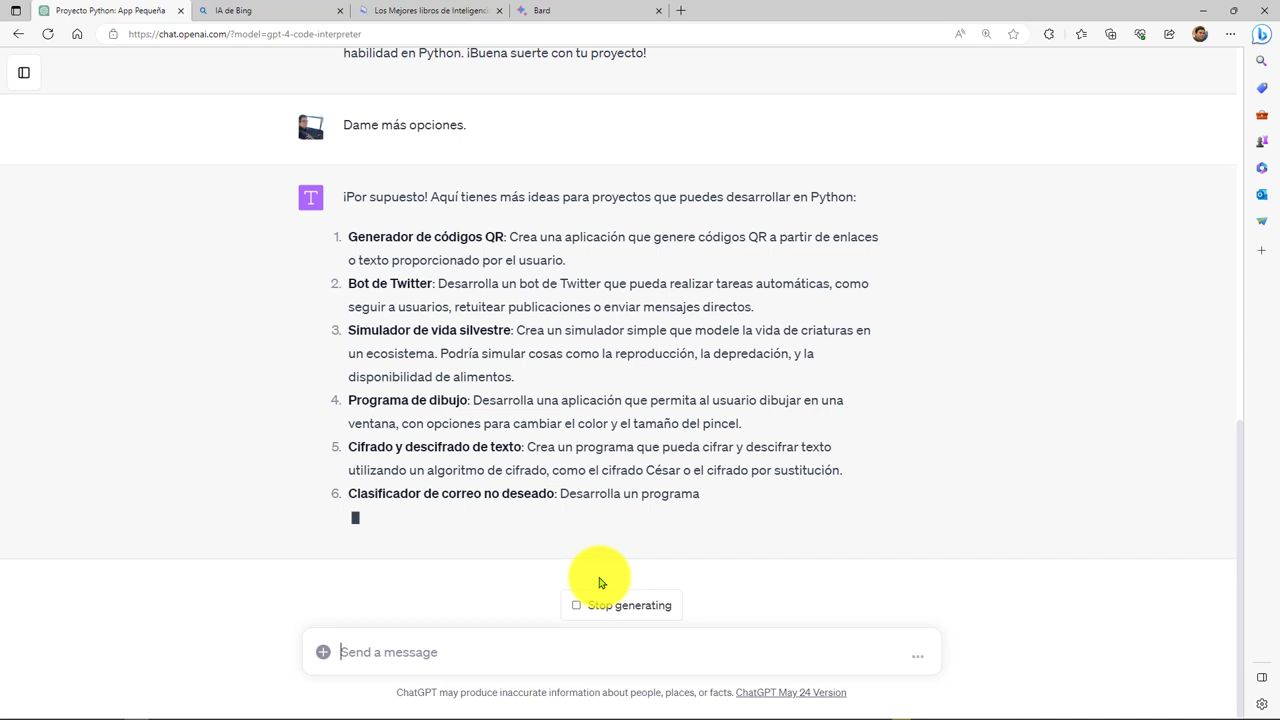 Proyecto Python: App Pequeña
IA de Bing
Los Mejores libros de Inteligenc
Bard
https://chat.openai.com/?model=gpt-4-code-interpreter
habilidad en Python. ¡Buena suerte con tu proyecto!
Dame más opciones.
T
¡Por supuesto! Aquí tienes más ideas para proyectos que puedes desarrollar en Python:
1. Generador de códigos QR: Crea una aplicación que genere códigos QR a partir de enlaces
o texto proporcionado por el usuario.
2. Bot de Twitter: Desarrolla un bot de Twitter que pueda realizar tareas automáticas, como
seguir a usuarios, retuitear publicaciones o enviar mensajes directos.
3. Simulador de vida silvestre: Crea un simulador simple que modele la vida de criaturas en
un ecosistema. Podría simular cosas como la reproducción, la depredación, y la
disponibilidad de alimentos.
4. Programa de dibujo: Desarrolla una aplicación que permita al usuario dibujar en una
ventana, con opciones para cambiar el color y el tamaño del pincel.
5. Cifrado y descifrado de texto: Crea un programa que pueda cifrar y descifrar texto
utilizando un algoritmo de cifrado, como el cifrado César o el cifrado por sustitución.
6. Clasificador de correo no deseado: Desarrolla un programa
Stop generating
Send a message
ChatGPT may produce inaccurate information about people, places, or facts. ChatGPT May 24 Version